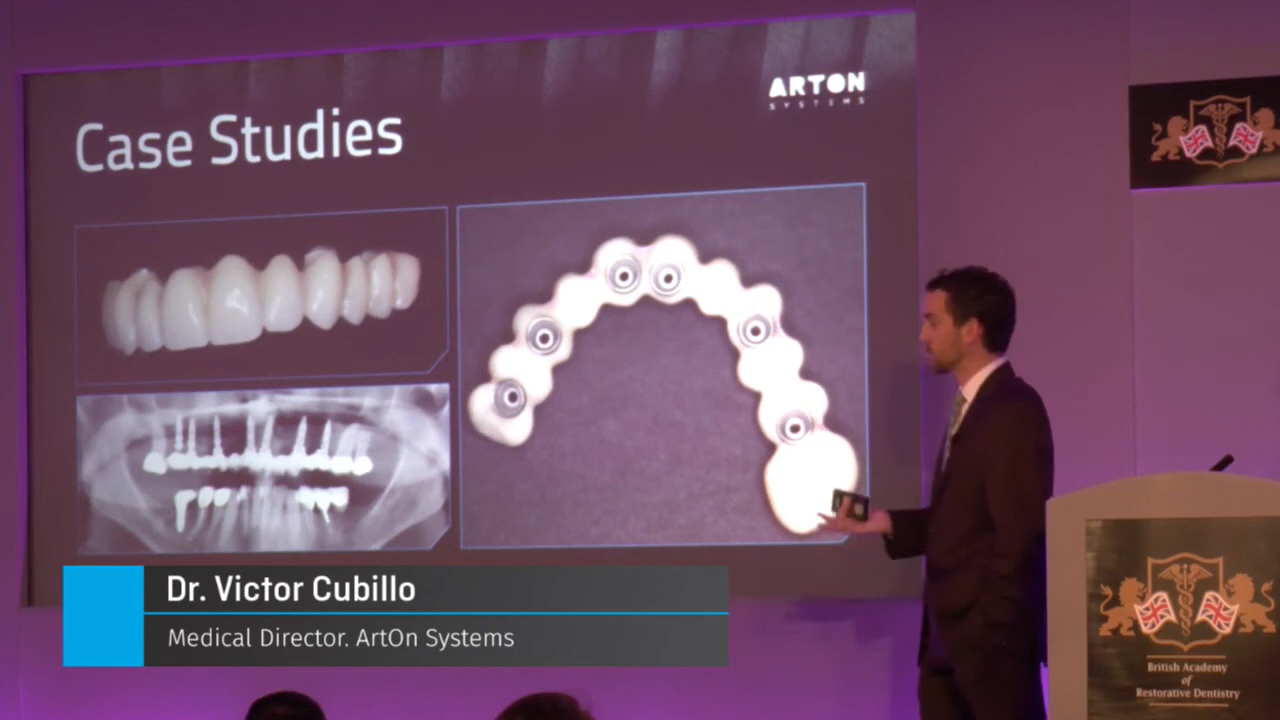 ARTON
SYSTEMS
Case Studies
Dr. Victor Cubillo
Medical Director. ArtOn Systems
British Academy
of
Restorative Dentistry